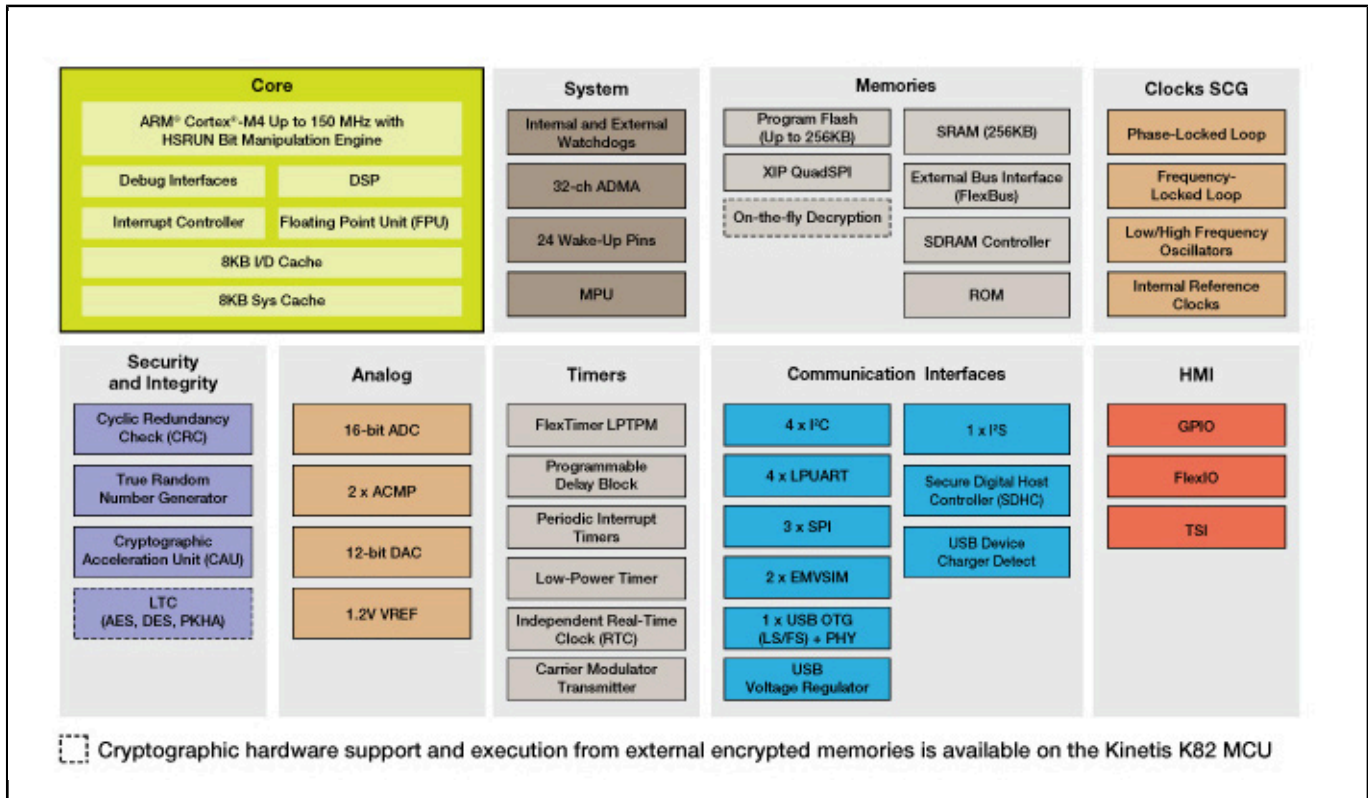 Core
ARM® Cortex®-M4 Up to 150 MHz with
HSRUN Bit Manipulation Engine
Debug Interfaces
DSP
Interrupt Controller
Floating Point Unit (FPU)
8KB I/D Cache
8KB Sys Cache
System
Internal and External
Watchdogs
32-ch ADMA
24 Wake-Up Pins
MPU
Memories
Program Flash
(Up to 256KB)
XIP QuadSPI
On-the-fly Decryption
SRAM (256KB)
External Bus Interface
(FlexBus)
SDRAM Controller
ROM
Clocks SCG
Phase-Locked Loop
Frequency-
Locked Loop
Low/High Frequency
Oscillators
Internal Reference
Clocks
Security
and Integrity
Cyclic Redundancy
Check (CRC)
True Random
Number Generator
Cryptographic
Acceleration Unit (CAU)
LTC
(AES, DES, PKHA)
Analog
16-bit ADC
2 x ACMP
12-bit DAC
1.2V VREF
Timers
FlexTimer LPTPM
Programmable
Delay Block
Periodic Interrupt
Timers
Low-Power Timer
Independent Real-Time
Clock (RTC)
Carrier Modulator
Transmitter
Communication Interfaces
4 x I²C
4 x LPUART
3 x SPI
2 x EMVSIM
1 x USB OTG
(LS/FS) + PHY
USB
Voltage Regulator
1 x I²S
Secure Digital Host
Controller (SDHC)
USB Device
Charger Detect
HMI
GPIO
FlexIO
TSI
Cryptographic hardware support and execution from external encrypted memories is available on the Kinetis K82 MCU